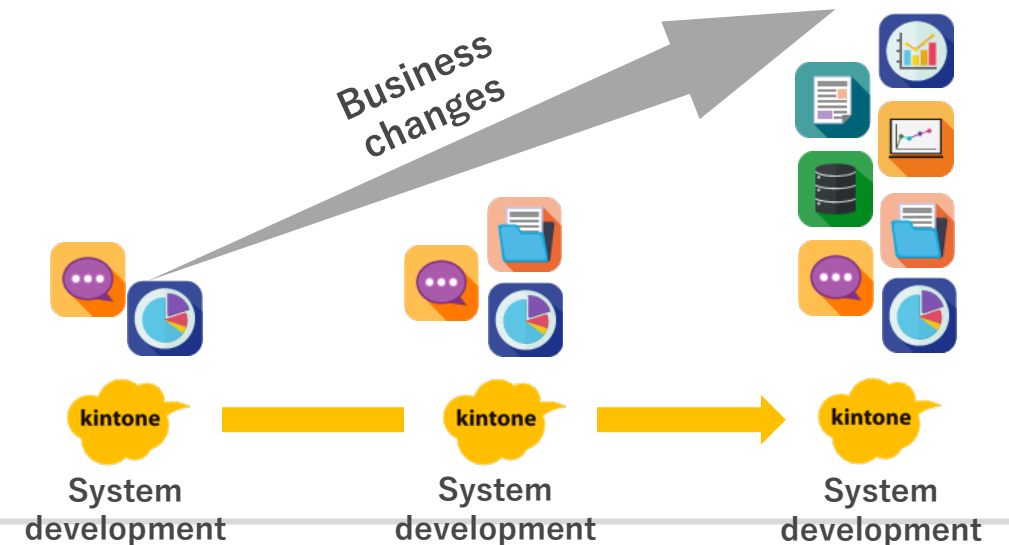 Business
changes
kintone
kintone
kintone
System
development
System
development
System
development